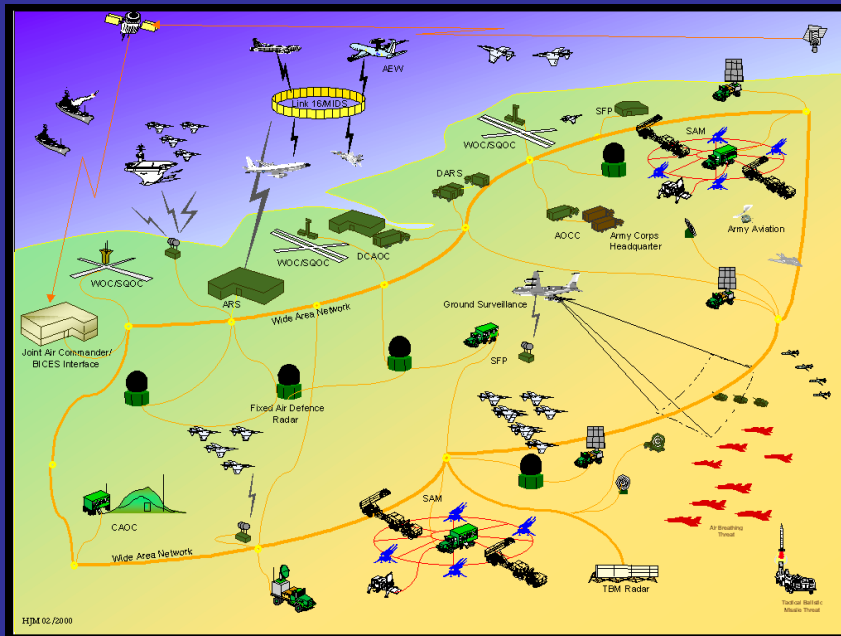 AEW
Link 16/MIDS
SFP
SAM
WOC/SQOC
DARS
AOCC
Army Corps
Headquarter
Army Aviation
WOC/SQOC
DCAOC
WOC/SQOC
ARS
Ground Surveillance
Wide Area Network
Joint Air Commander/
BICES Interface
SFP
Fixed Air Defence
Radar
SAM
CAOC
Air Breathing
Threat
Wide Area Network
TBM Radar
Tactical Ballistic
Missile Threat
HJM 02./2000